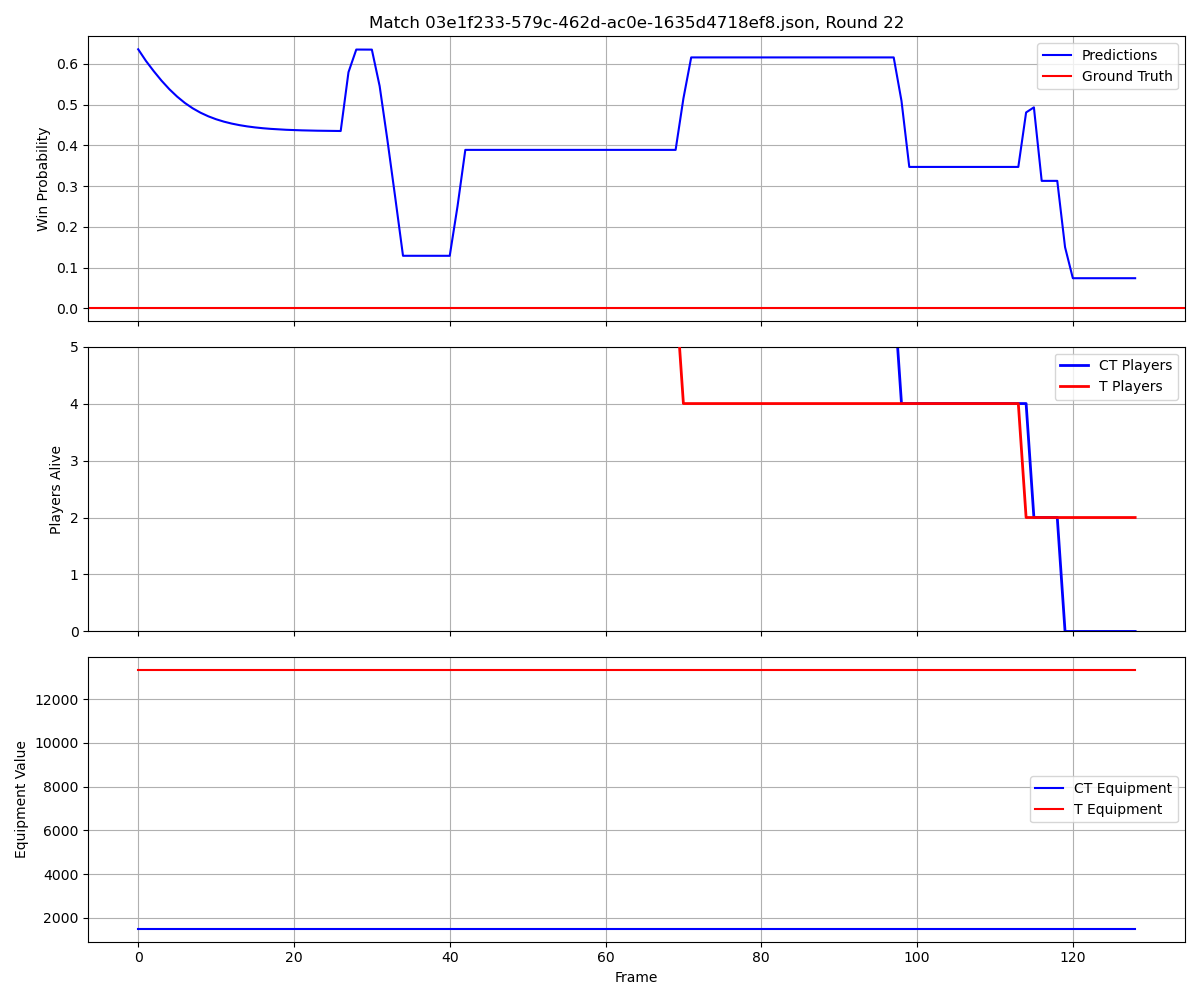 Match 03e1f233-579c-462d-ac0e-1635d4718ef8.json, Round 22
Win Probability
0.6
0.5
0.4
0.3
0.2
0.1
0.0
Predictions
Ground Truth
Players Alive
5
4
3
2
1
0
CT Players
T Players
Equipment Value
12000
10000
8000
6000
4000
2000
CT Equipment
T Equipment
0 20 40 60 80 100 120
Frame